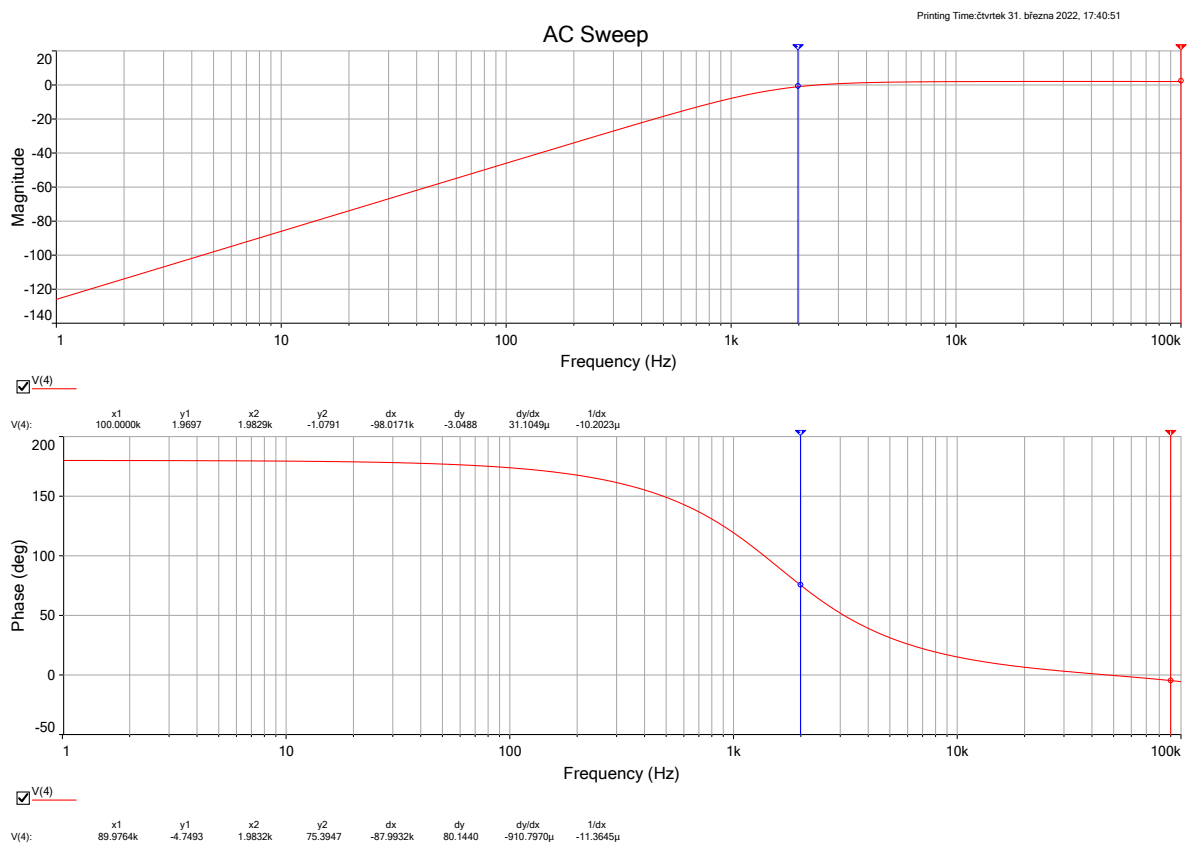 Printing Time:čtvrtek 31. března 2022, 17:40:51
AC Sweep
20
0
-20
-40
-60
-80
-100
-120
-140
Magnitude
1 10 100 1k 10k 100k
Frequency (Hz)
V(4)
x1 y1 x2 y2 dx dy dy/dx 1/dx
V(4): 100.0000k 1.9697 1.9829k -1.0791 -98.0171k -3.0488 31.1049µ -10.2023µ
200
150
100
50
0
-50
Phase (deg)
1 10 100 1k 10k 100k
Frequency (Hz)
V(4)
x1 y1 x2 y2 dx dy dy/dx 1/dx
V(4): 89.9764k -4.7493 1.9832k 75.3947 -87.9932k 80.1440 -910.7970µ -11.3645µ